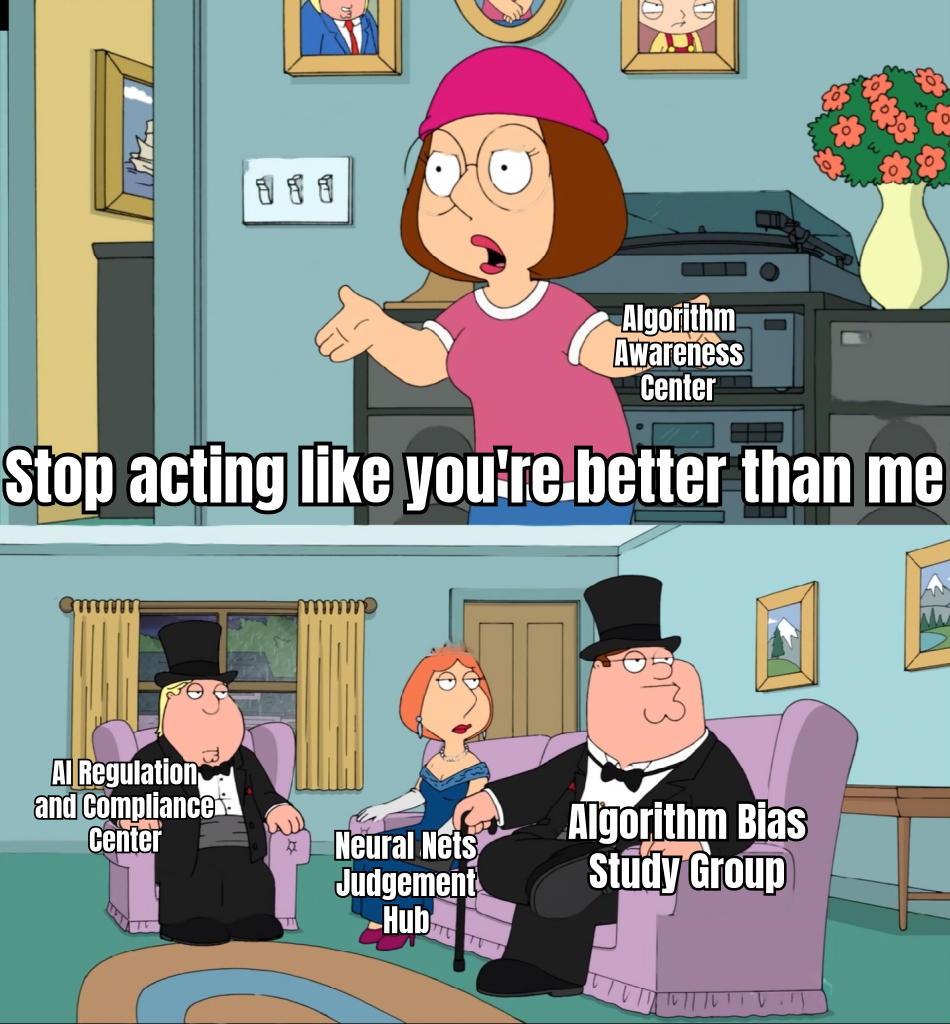 Algorithm
Awareness
Center
Stop acting like you're better than me
AI Regulation
and Compliance
Center
Neural Nets
Judgement
Hub
Algorithm Bias
Study Group